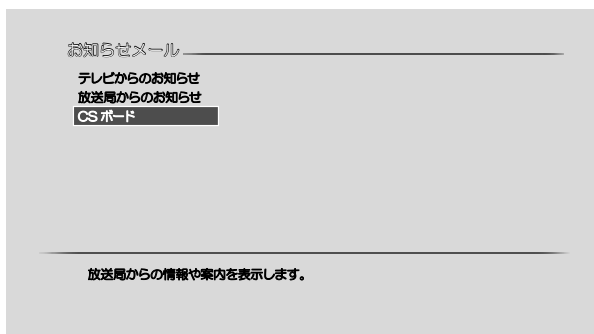 お知らせメール
テレビからのお知らせ
放送局からのお知らせ
CS ボード
放送局からの情報や案内を表示します。